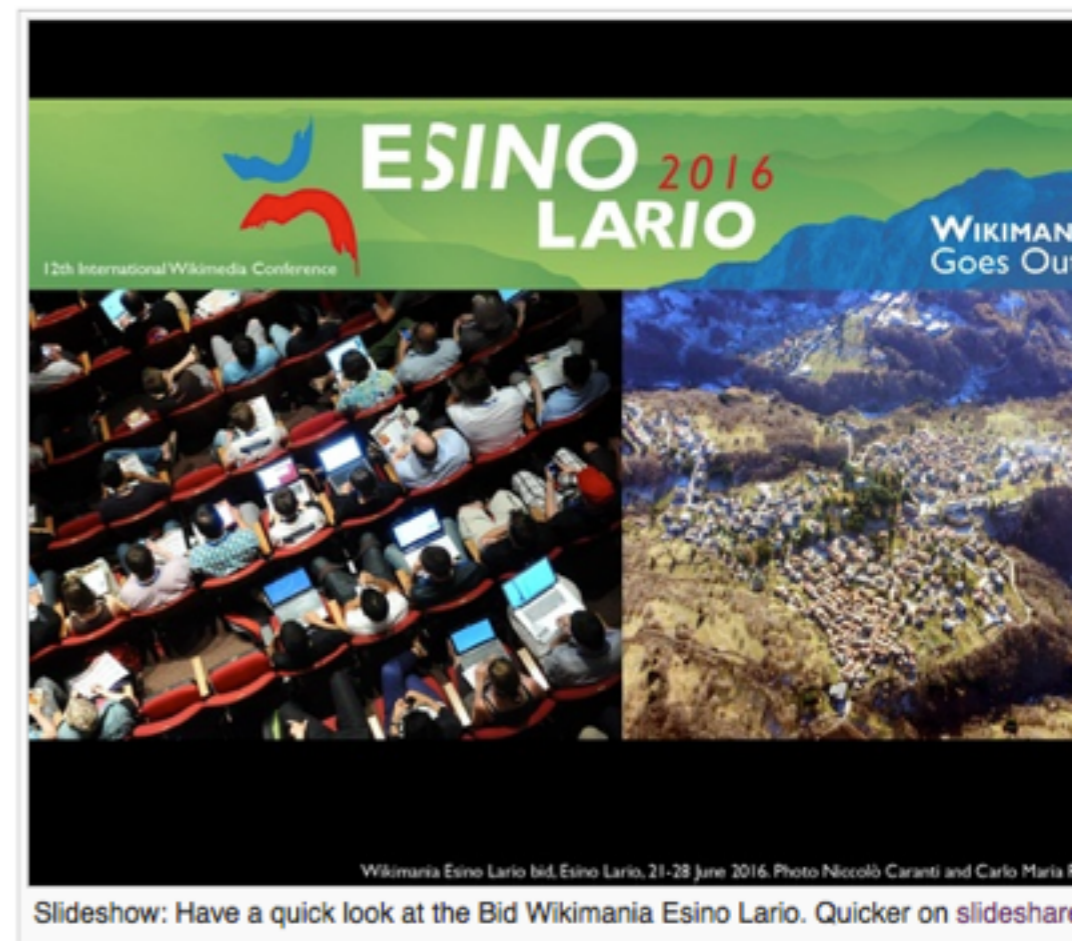 ESINO 2016
LARIO
WIKIMAN
Goes Ou
12th International Wikimedia Conference
Wikimania Esino Lario bid, Esino Lario, 21-28 June 2016. Photo Niccolò Caranti and Carlo Maria
Slideshow: Have a quick look at the Bid Wikimania Esino Lario. Quicker on slideshare